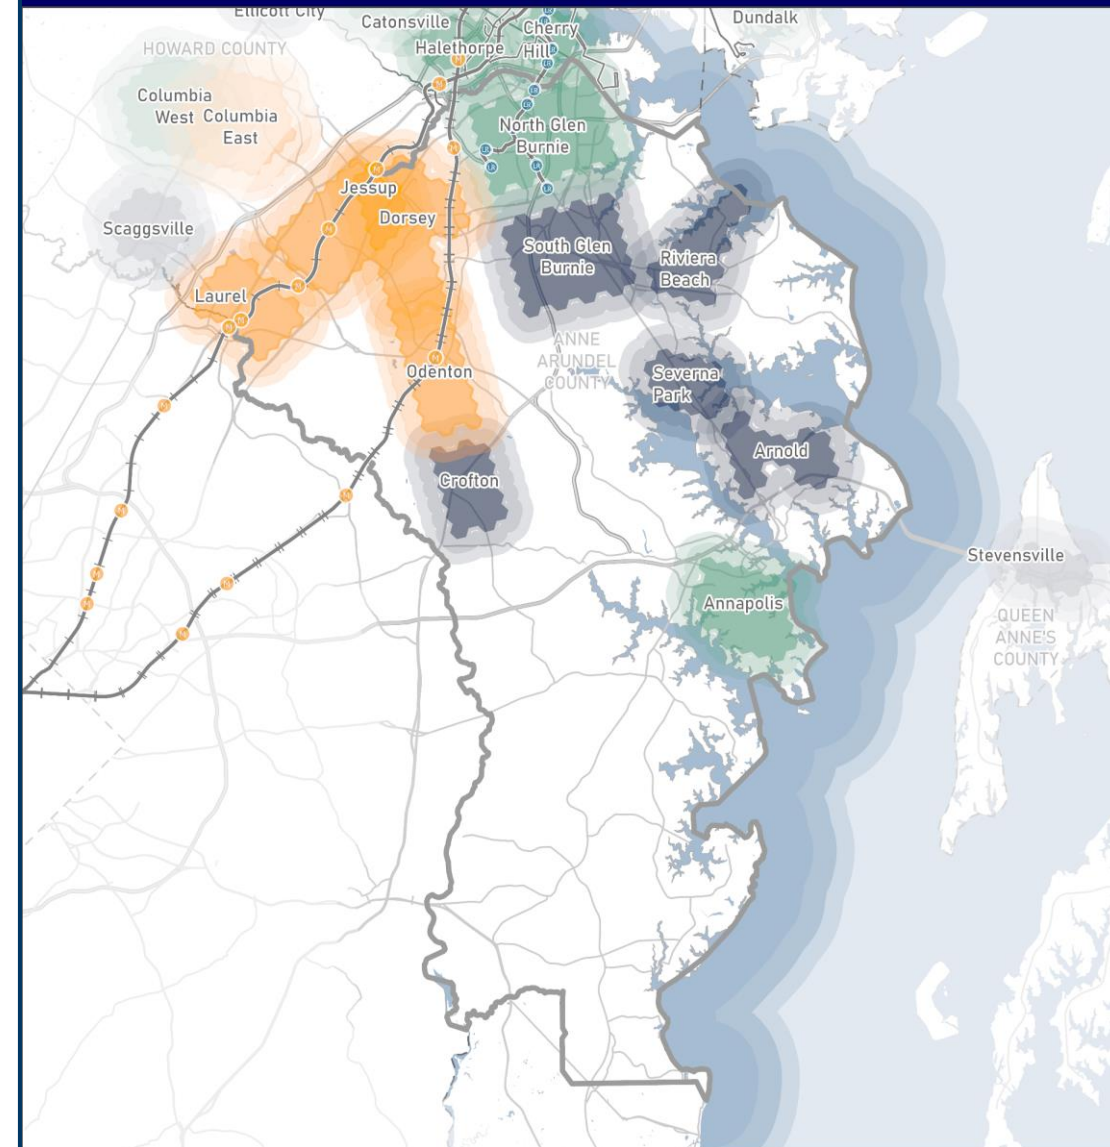 Ellicott City
Catonsville
Cherry
Hill
Dundalk
Halethorpe
HOWARD COUNTY
Columbia
West
Columbia
East
North Glen
Burnie
Jessup
Dorsey
Scaggsville
South Glen
Burnie
Riviera
Beach
Laurel
ANNE
ARUNDEL
COUNTY
Odenton
Severna
Park
Arnold
Crofton
Stevensville
Annapolis
QUEEN
ANNE'S
COUNTY